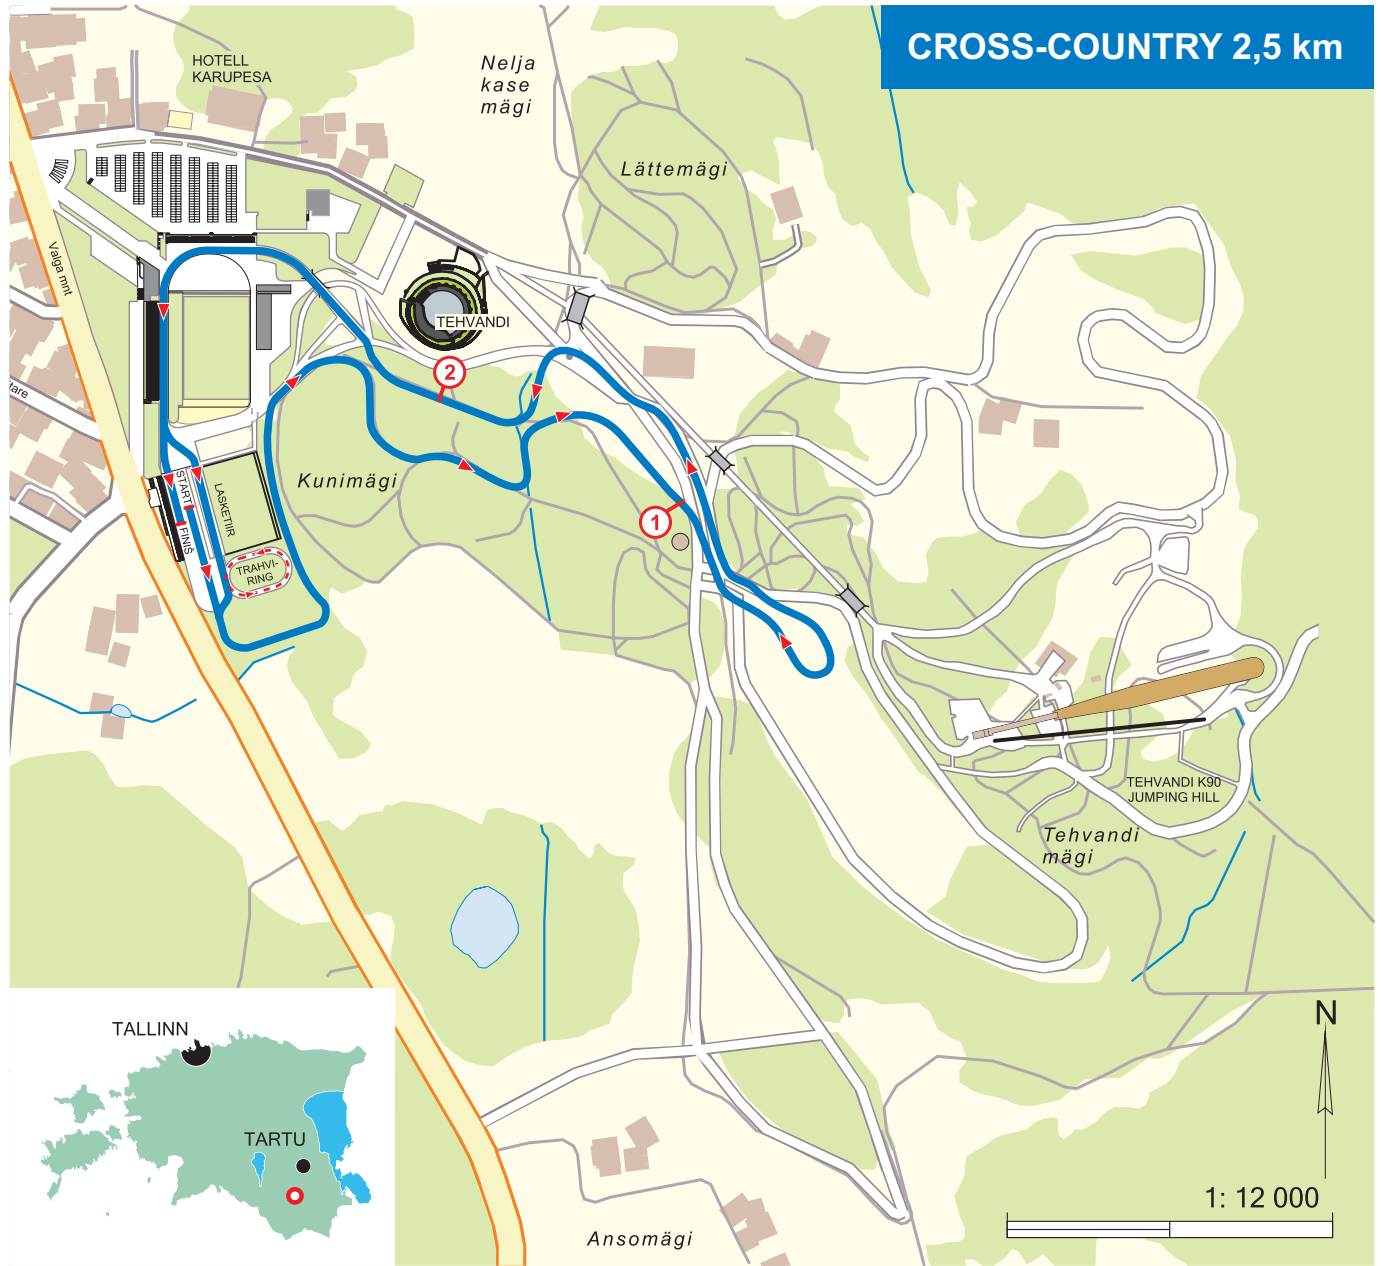 CROSS-COUNTRY 2,5 km
HOTELL
KARUPESA
Nelja
kase
mägi
Lättemägi
Valga mnt
TEHVANDI
2
Kunimägi
START
LASKETIIR
FINIŠ
1
TRAHVI-
RING
TEHVANDI K90
JUMPING HILL
Tehvandi
mägi
TALLINN
TARTU
N
1: 12 000
Ansomägi